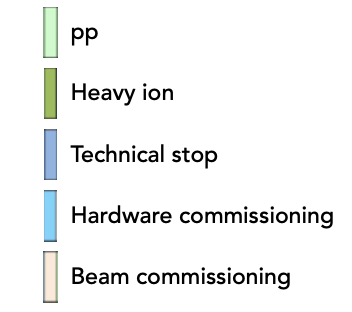 pp
Heavy ion
Technical stop
Hardware commissioning
Beam commissioning